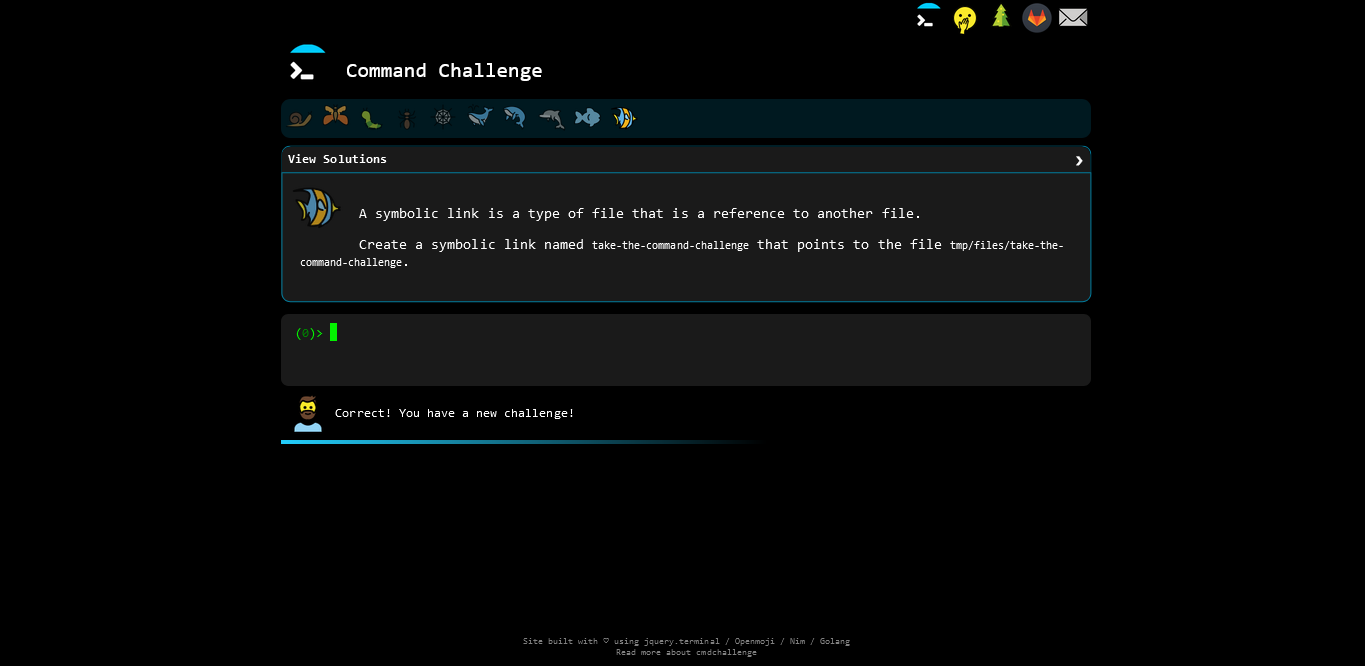 Command Challenge
View Solutions
A symbolic link is a type of file that is a reference to another file.
Create a symbolic link named take-the-command-challenge that points to the file tmp/files/take-the-
command-challenge.
(0)>
Correct! You have a new challenge!
Site built with ♡ using jquery.terminal / Openmoji / Nim / Golang
Read more about cmdchallenge